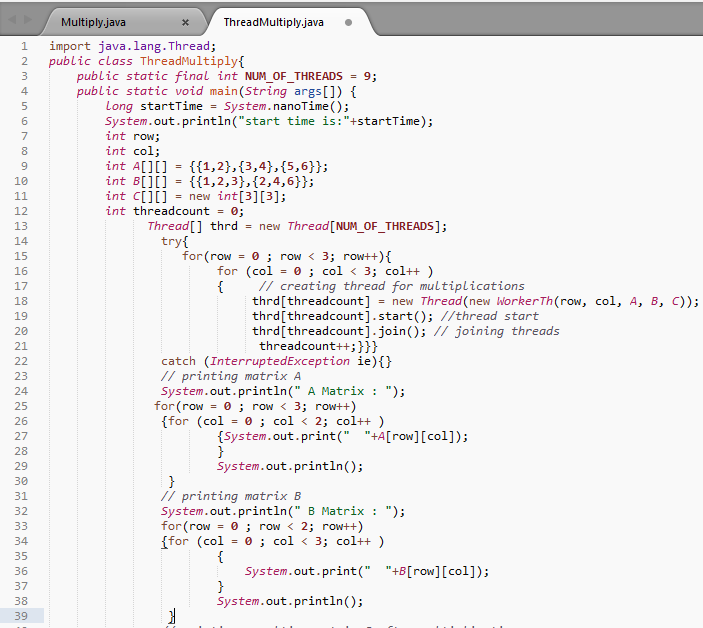 Multiply.java × ThreadMultiply.java
1 import java.lang.Thread;
2 public class ThreadMultiply{
3 public static final int NUM_OF_THREADS = 9;
4 public static void main(String args[]) {
5 long startTime = System.nanoTime();
6 System.out.println("start time is:"+startTime);
7 int row;
8 int col;
9 int A[][] = {{1,2},{3,4},{5,6}};
10 int B[][] = {{1,2,3},{2,4,6}};
11 int C[][] = new int[3][3];
12 int threadcount = 0;
13 Thread[] thrd = new Thread[NUM_OF_THREADS];
14 try{
15 for(row = 0 ; row < 3; row++){
16 for (col = 0 ; col < 3; col++ )
17 { // creating thread for multiplications
18 thrd[threadcount] = new Thread(new WorkerTh(row, col, A, B, C));
19 thrd[threadcount].start(); //thread start
20 thrd[threadcount].join(); // joining threads
21 threadcount++;}}}
22 catch (InterruptedException ie){}
23 // printing matrix A
24 System.out.println(" A Matrix : ");
25 for(row = 0 ; row < 3; row++)
26 {for (col = 0 ; col < 2; col++ )
27 {System.out.print("  "+A[row][col]);
28 }
29 System.out.println();
30 }
31 // printing matrix B
32 System.out.println(" B Matrix : ");
33 for(row = 0 ; row < 2; row++)
34 {for (col = 0 ; col < 3; col++ )
35 {
36 System.out.print("  "+B[row][col]);
37 }
38 System.out.println();
39 }